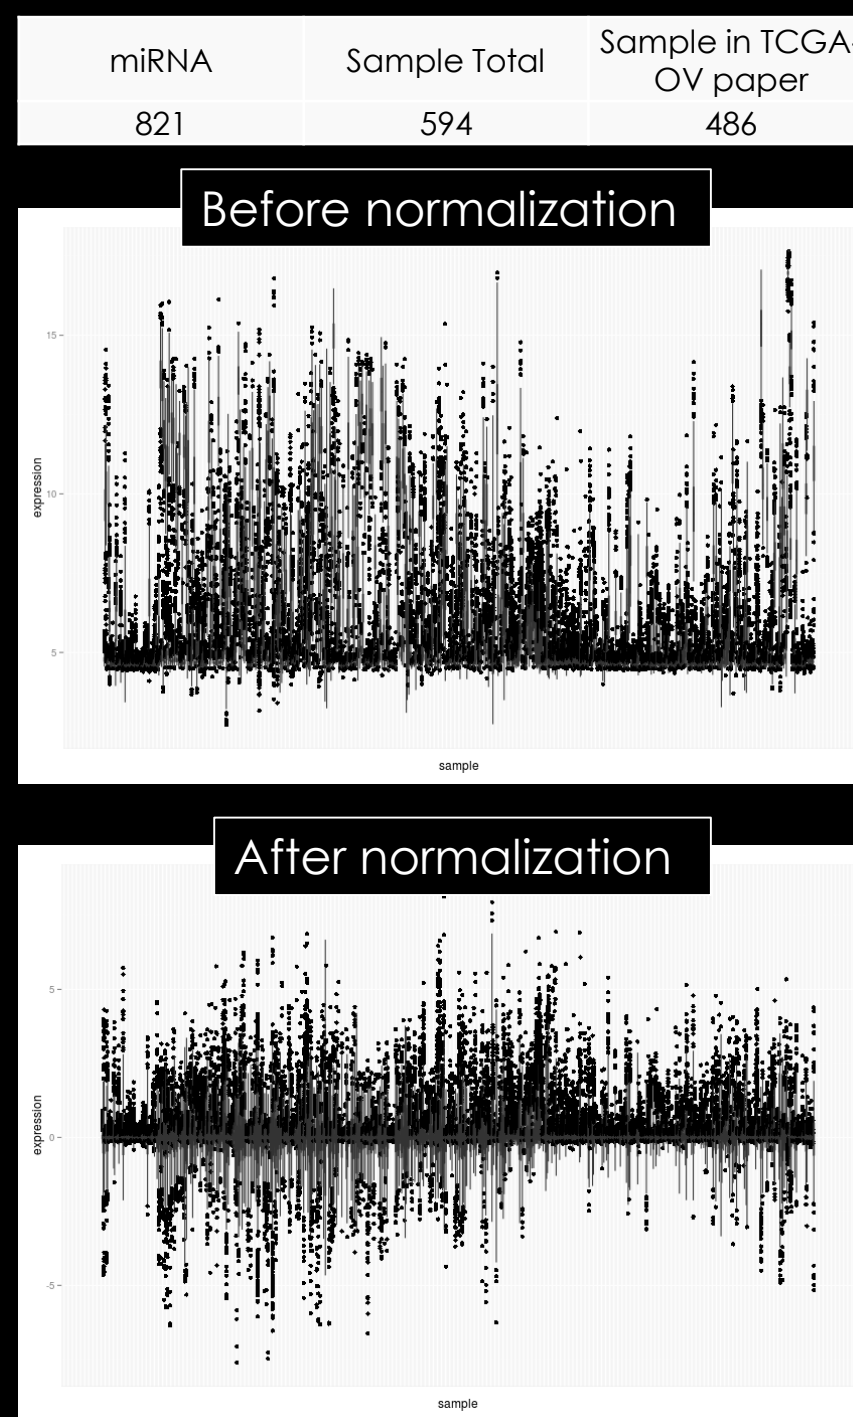 miRNA
Sample Total
Sample in TCGA-
OV paper
821
594
486
Before normalization
15
10
5
expression
sample
After normalization
5
0
-5
expression
sample